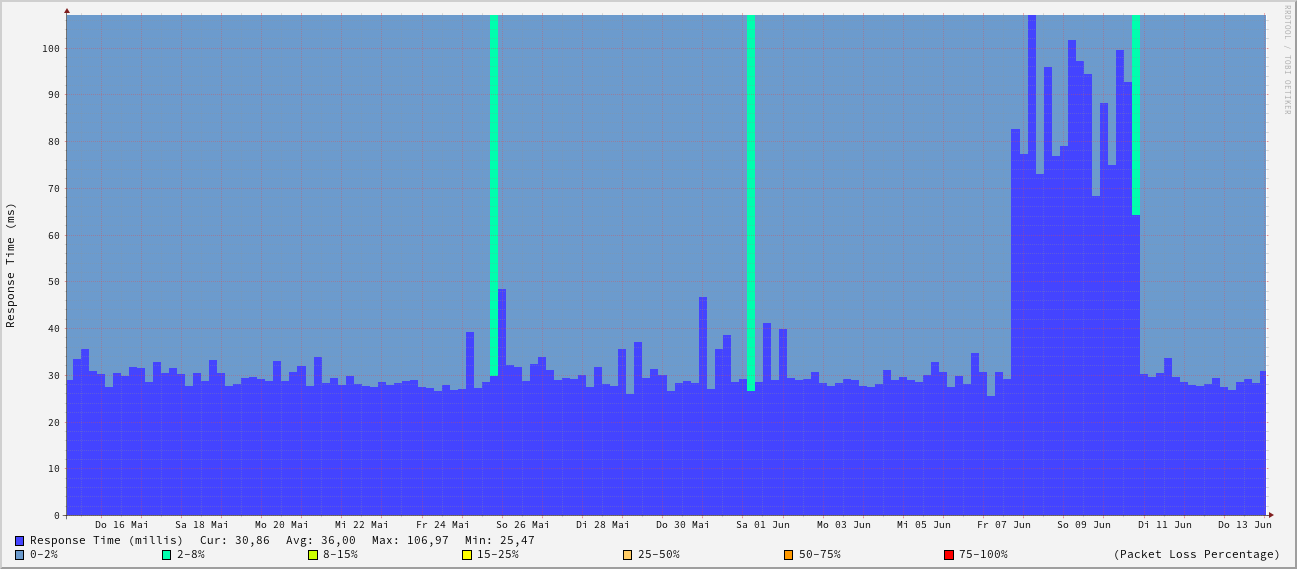 RRDTOOL / TOBI OETIKER
Response Time (ms)
100
90
80
70
60
50
40
30
20
10
0
Do 16 Mai Sa 18 Mai Mo 20 Mai Mi 22 Mai Fr 24 Mai So 26 Mai Di 28 Mai Do 30 Mai Sa 01 Jun Mo 03 Jun Mi 05 Jun Fr 07 Jun So 09 Jun Di 11 Jun Do 13 Jun
Response Time (millis) Cur: 30,86 Avg: 36,00 Max: 106,97 Min: 25,47
0-2% 2-8% 8-15% 15-25% 25-50% 50-75% 75-100% (Packet Loss Percentage)